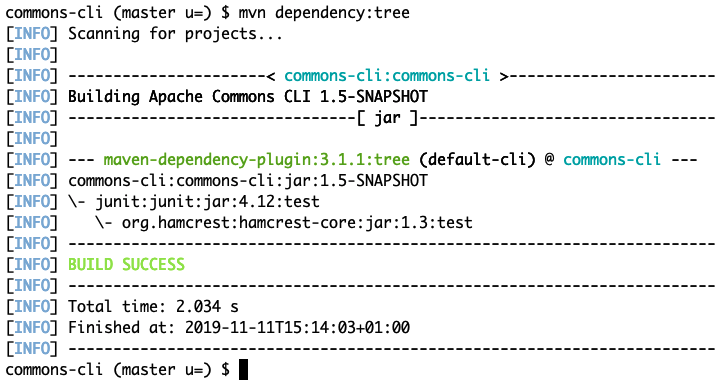 commons-cli (master u=) $ mvn dependency:tree
[INFO] Scanning for projects...
[INFO]
[INFO] ----------------------< commons-cli:commons-cli >-----------------------
[INFO] Building Apache Commons CLI 1.5-SNAPSHOT
[INFO] --------------------------------[ jar ]---------------------------------
[INFO]
[INFO] --- maven-dependency-plugin:3.1.1:tree (default-cli) @ commons-cli ---
[INFO] commons-cli:commons-cli:jar:1.5-SNAPSHOT
[INFO] \- junit:junit:jar:4.12:test
[INFO]    \- org.hamcrest:hamcrest-core:jar:1.3:test
[INFO] ------------------------------------------------------------------------
[INFO] BUILD SUCCESS
[INFO] ------------------------------------------------------------------------
[INFO] Total time: 2.034 s
[INFO] Finished at: 2019-11-11T15:14:03+01:00
[INFO] ------------------------------------------------------------------------
commons-cli (master u=) $